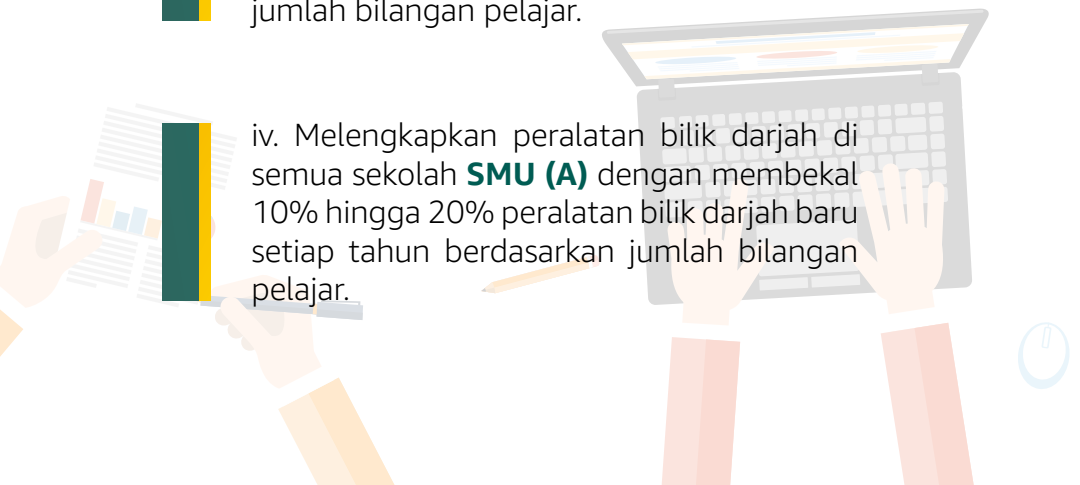 jumlah bilangan pelajar.
iv. Melengkapkan peralatan bilik darjah di
semua sekolah SMU (A) dengan membekal
10% hingga 20% peralatan bilik darjah baru
setiap tahun berdasarkan jumlah bilangan
pelajar.